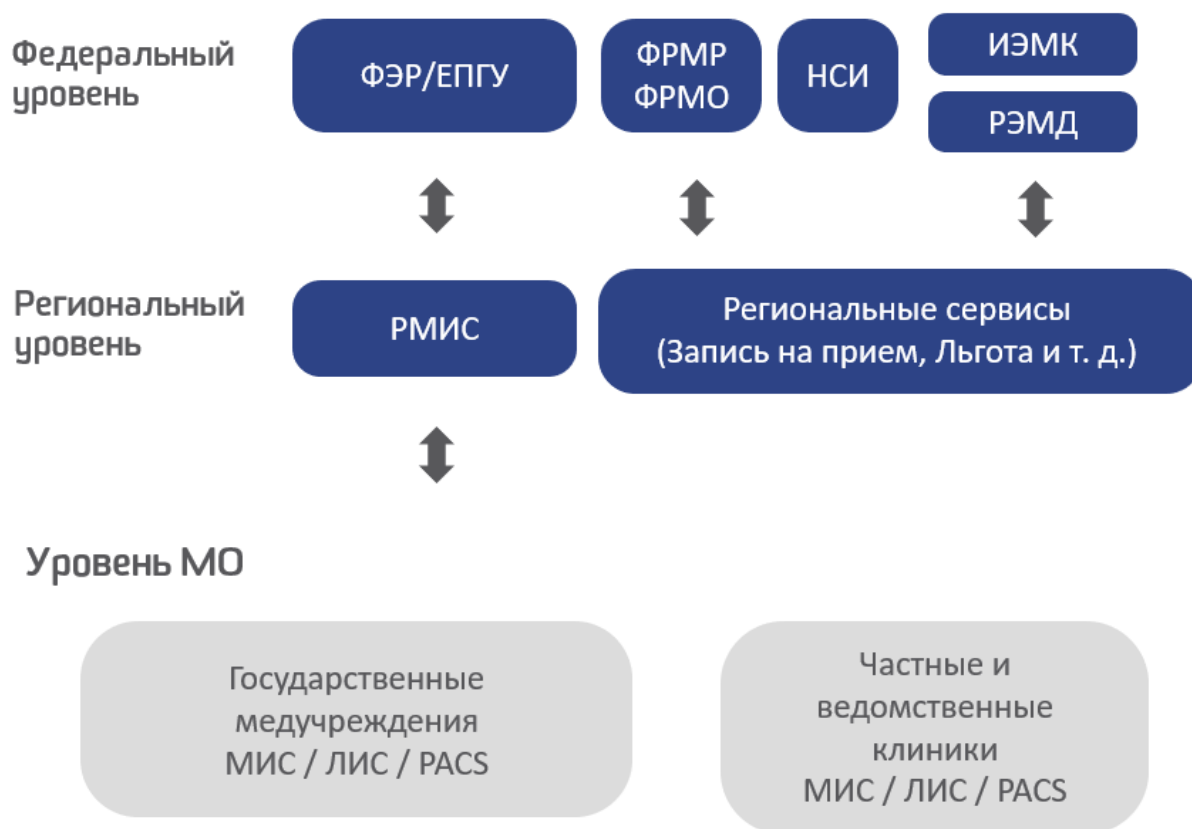 Федеральный
уровень
ФЭР/ЕПГУ
ФРМР
ФРМО
НСИ
ИЭМК
РЭМД
Региональный
уровень
РМИС
Региональные сервисы
(Запись на прием, Льгота и т. д.)
Уровень МО
Государственные
медучреждения
МИС / ЛИС / PACS
Частные и
ведомственные
клиники
МИС / ЛИС / PACS